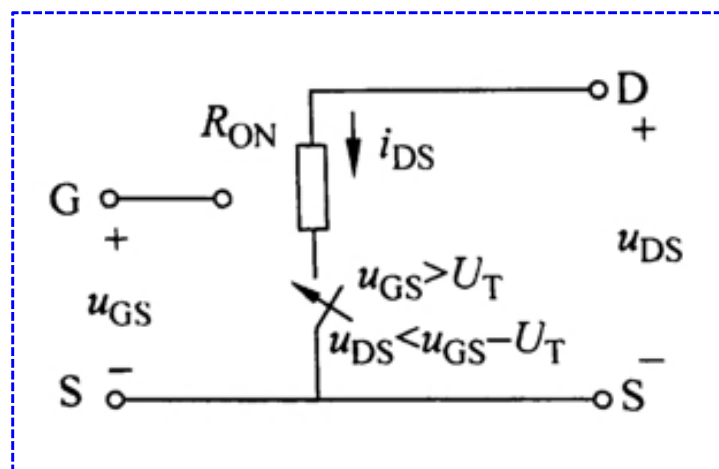 D
R_ON
+
i_DS
G
+
u_DS
u_GS>U_T
u_GS
u_DS<u_GS−U_T
S
−
S
−